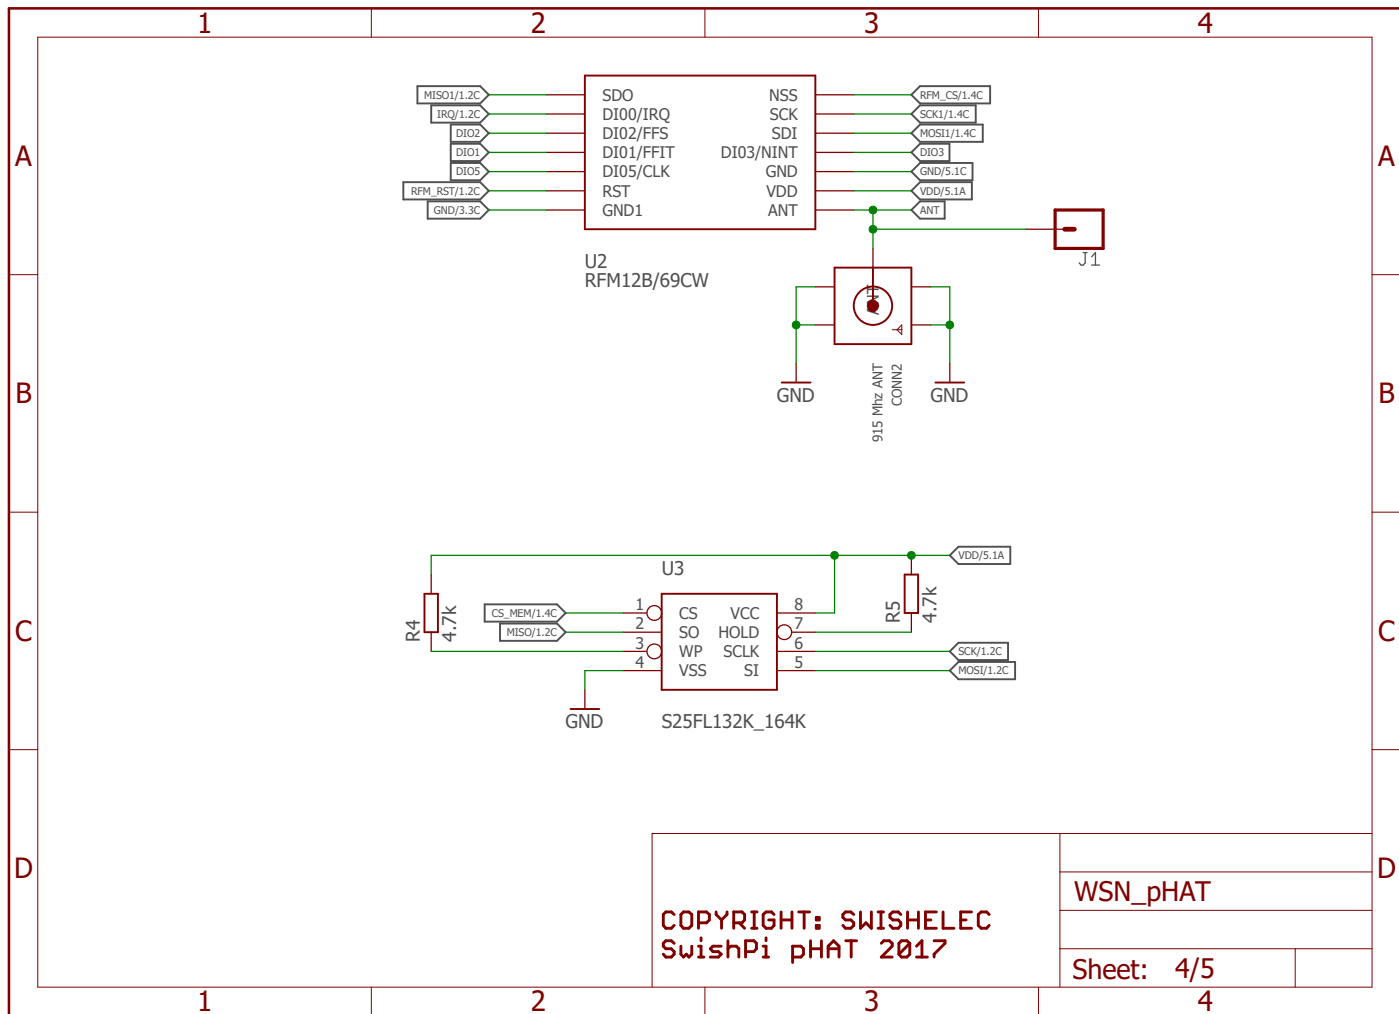 1 2 3 4
A A
MISO1/1.2C SDO NSS RFM_CS/1.4C
IRQ/1.2C DI00/IRQ SCK SCK1/1.4C
DIO2 DI02/FFS SDI MOSI1/1.4C
DIO1 DI01/FFIT DI03/NINT DIO3
DIO5 DI05/CLK GND GND/5.1C
RFM_RST/1.2C RST VDD VDD/5.1A
GND/3.3C GND1 ANT ANT
U2
RFM12B/69CW
J1
ANT
915 Mhz ANT
CONN2
B B
GND GND
VDD/5.1A
U3
R4 4.7k
R5 4.7k
C C
CS_MEM/1.4C 1 CS VCC 8
MISO/1.2C 2 SO HOLD 7
3 WP SCLK 6 SCK/1.2C
4 VSS SI 5 MOSI/1.2C
GND
S25FL132K_164K
D D
COPYRIGHT: SWISHELEC
SwishPi pHAT 2017
WSN_pHAT
Sheet: 4/5
1 2 3 4